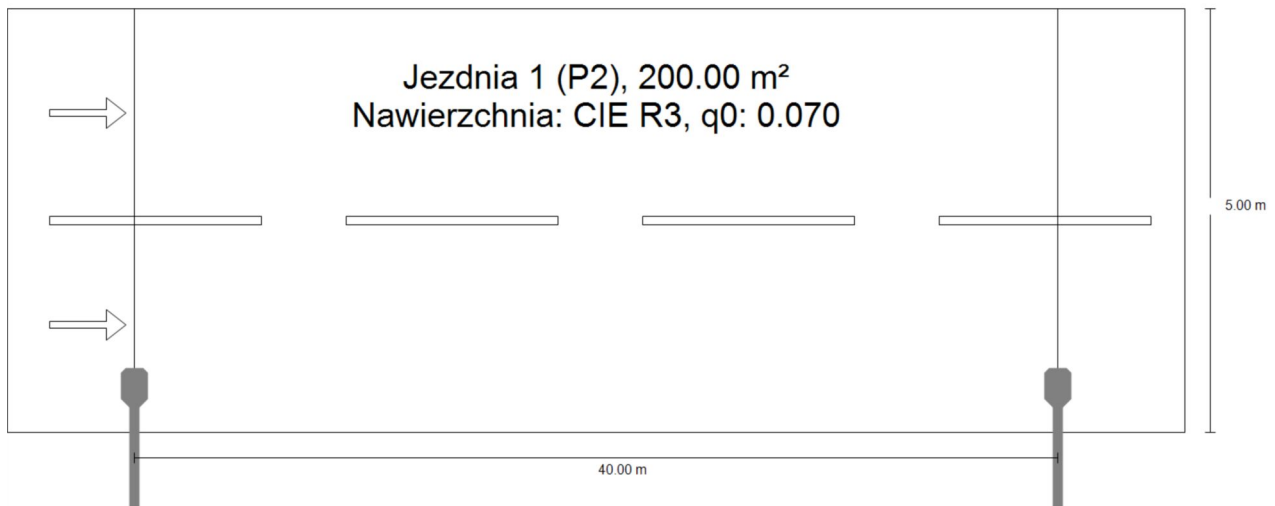 Jezdnia 1 (P2), 200.00 m²
Nawierzchnia: CIE R3, q0: 0.070
5.00 m
40.00 m